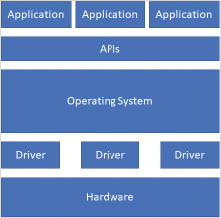 Application Application Application
APIs
Operating System
Driver Driver Driver
Hardware